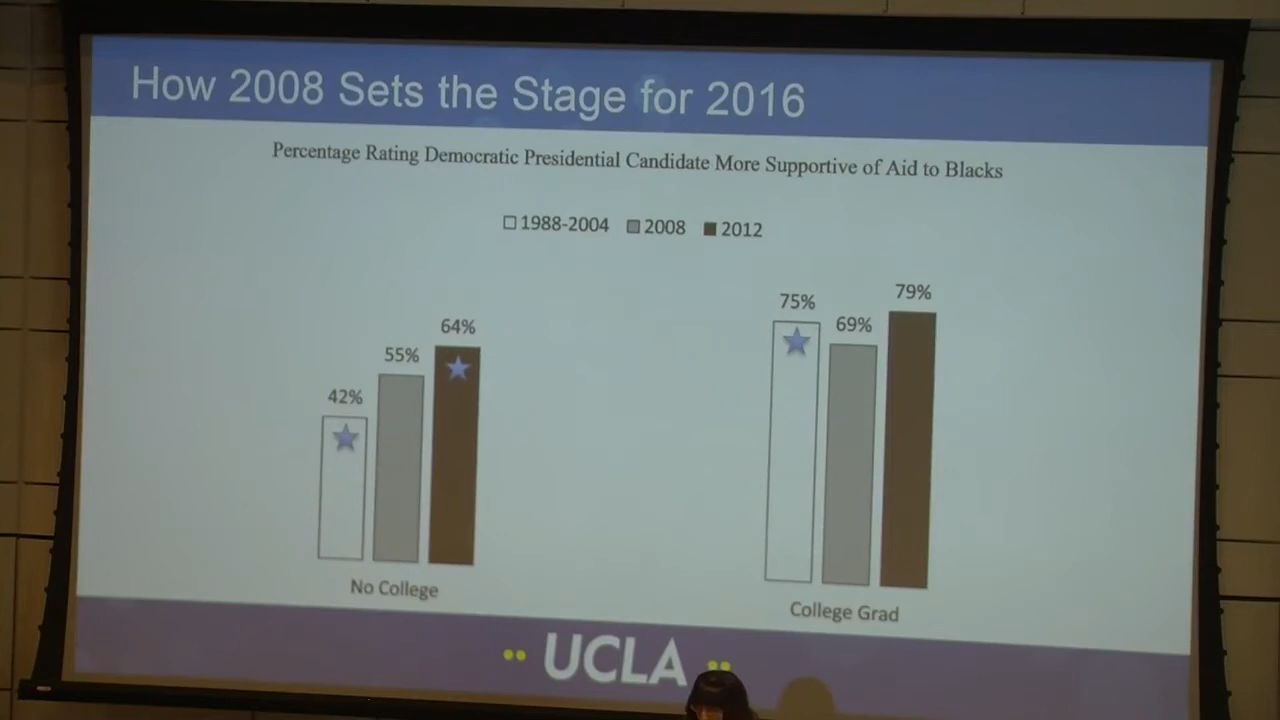 How 2008 Sets the Stage for 2016
Percentage Rating Democratic Presidential Candidate More Supportive of Aid to Blacks
1988-2004 2008 2012
42%
55%
64%
75%
69%
79%
No College
College Grad
UCLA